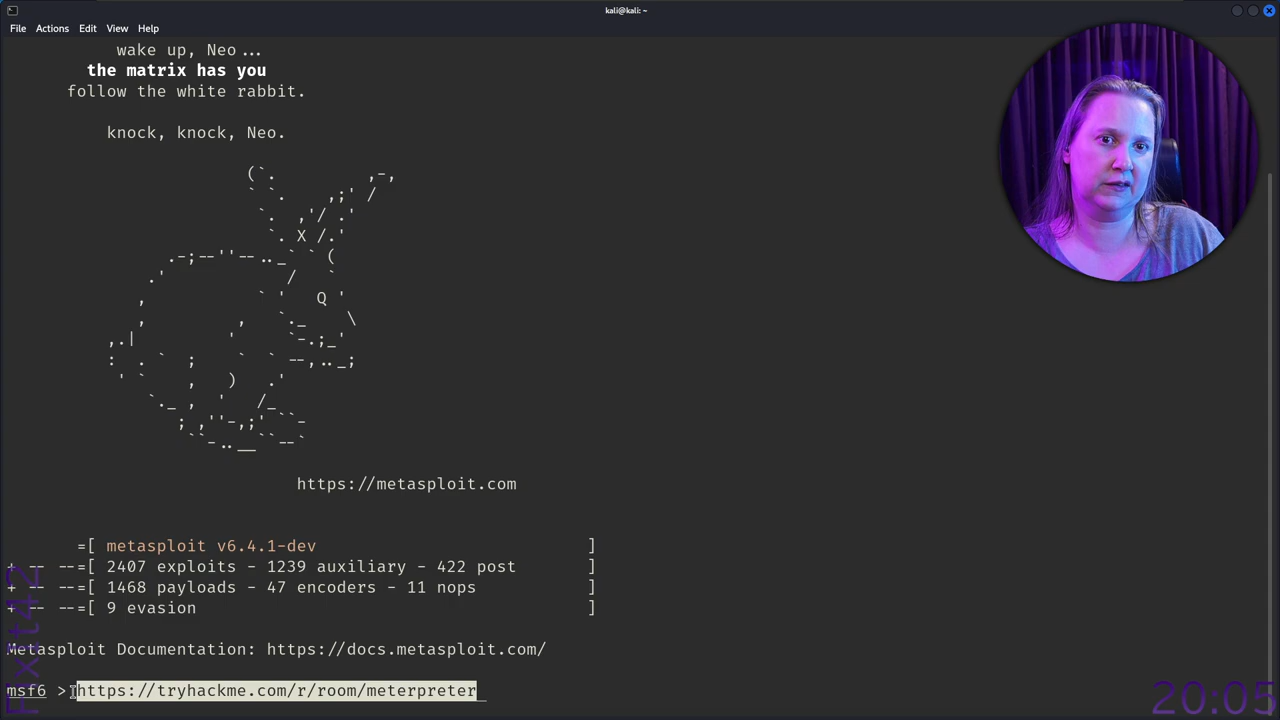 kali@kali: ~
File Actions Edit View Help
wake up, Neo...
the matrix has you
follow the white rabbit.
knock, knock, Neo.
https://metasploit.com
=[ metasploit v6.4.1-dev ]
+ -- --=[ 2407 exploits - 1239 auxiliary - 422 post ]
+ -- --=[ 1468 payloads - 47 encoders - 11 nops ]
+ -- --=[ 9 evasion ]
Metasploit Documentation: https://docs.metasploit.com/
msf6 > https://tryhackme.com/r/room/meterpreter
20:05